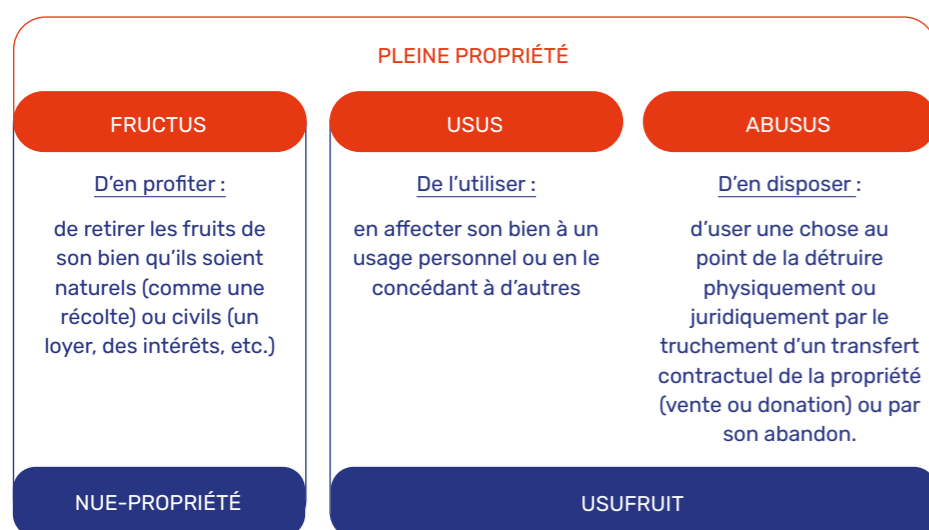 PLEINE PROPRIÉTÉ
FRUCTUS
D'en profiter :
de retirer les fruits de
son bien qu'ils soient
naturels (comme une
récolte) ou civils (un
loyer, des intérêts, etc.)
USUS
De l'utiliser :
en affecter son bien à un
usage personnel ou en le
concédant à d'autres
ABUSUS
D'en disposer :
d'user une chose au
point de la détruire
physiquement ou
juridiquement par le
truchement d'un transfert
contractuel de la propriété
(vente ou donation) ou par
son abandon.
NUE-PROPRIÉTÉ
USUFRUIT